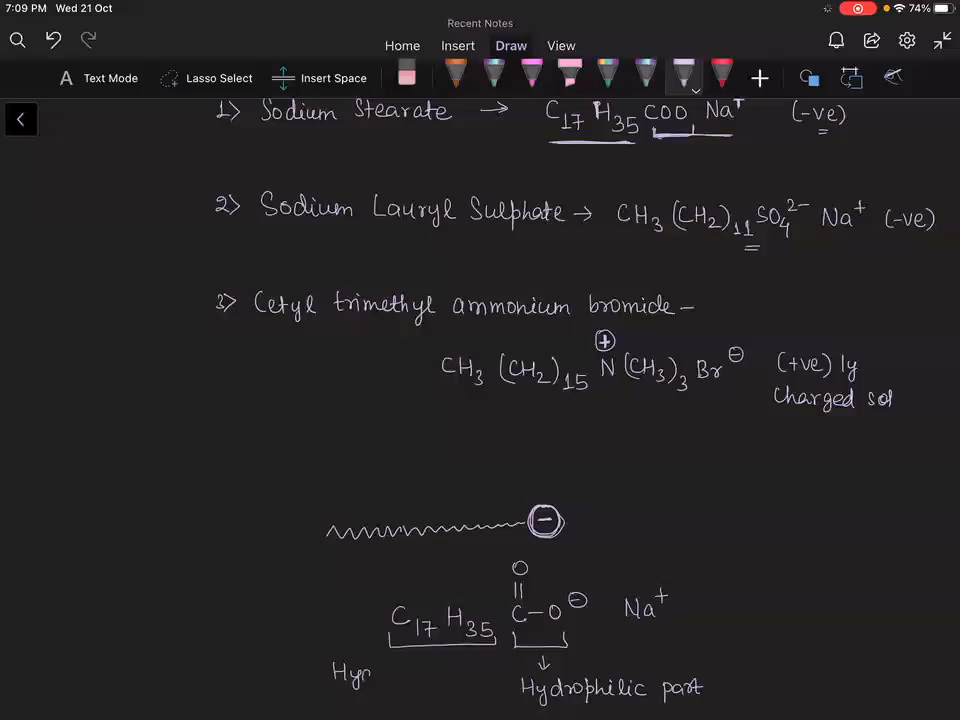 7:09 PM Wed 21 Oct
74%
Recent Notes
Home Insert Draw View
A Text Mode Lasso Select Insert Space
1) Sodium Stearate → C17 H35 COO Na+ (-ve)
2) Sodium Lauryl Sulphate → CH3 (CH2)11 SO4 2- Na+ (-ve)
3) Cetyl trimethyl ammonium bromide -
+
CH3 (CH2)15 N (CH3)3 Br ⊖ (+ve) ly
charged sol
-
O
||
C17 H35 C-O ⊖ Na+
↓
Hyr
Hydrophilic part